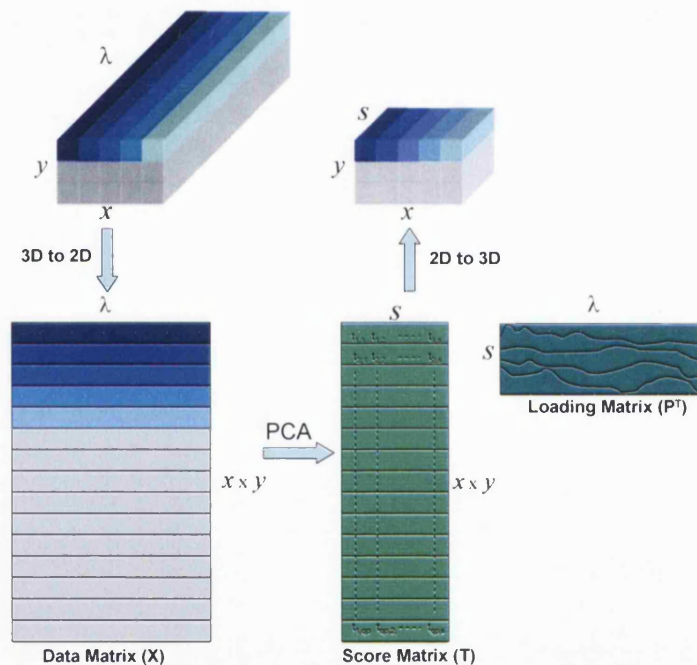 λ
s
y
y
x
x
3D to 2D
2D to 3D
λ
s
λ
s
PCA
x x y
x x y
Loading Matrix (Pᵀ)
Data Matrix (X)
Score Matrix (T)